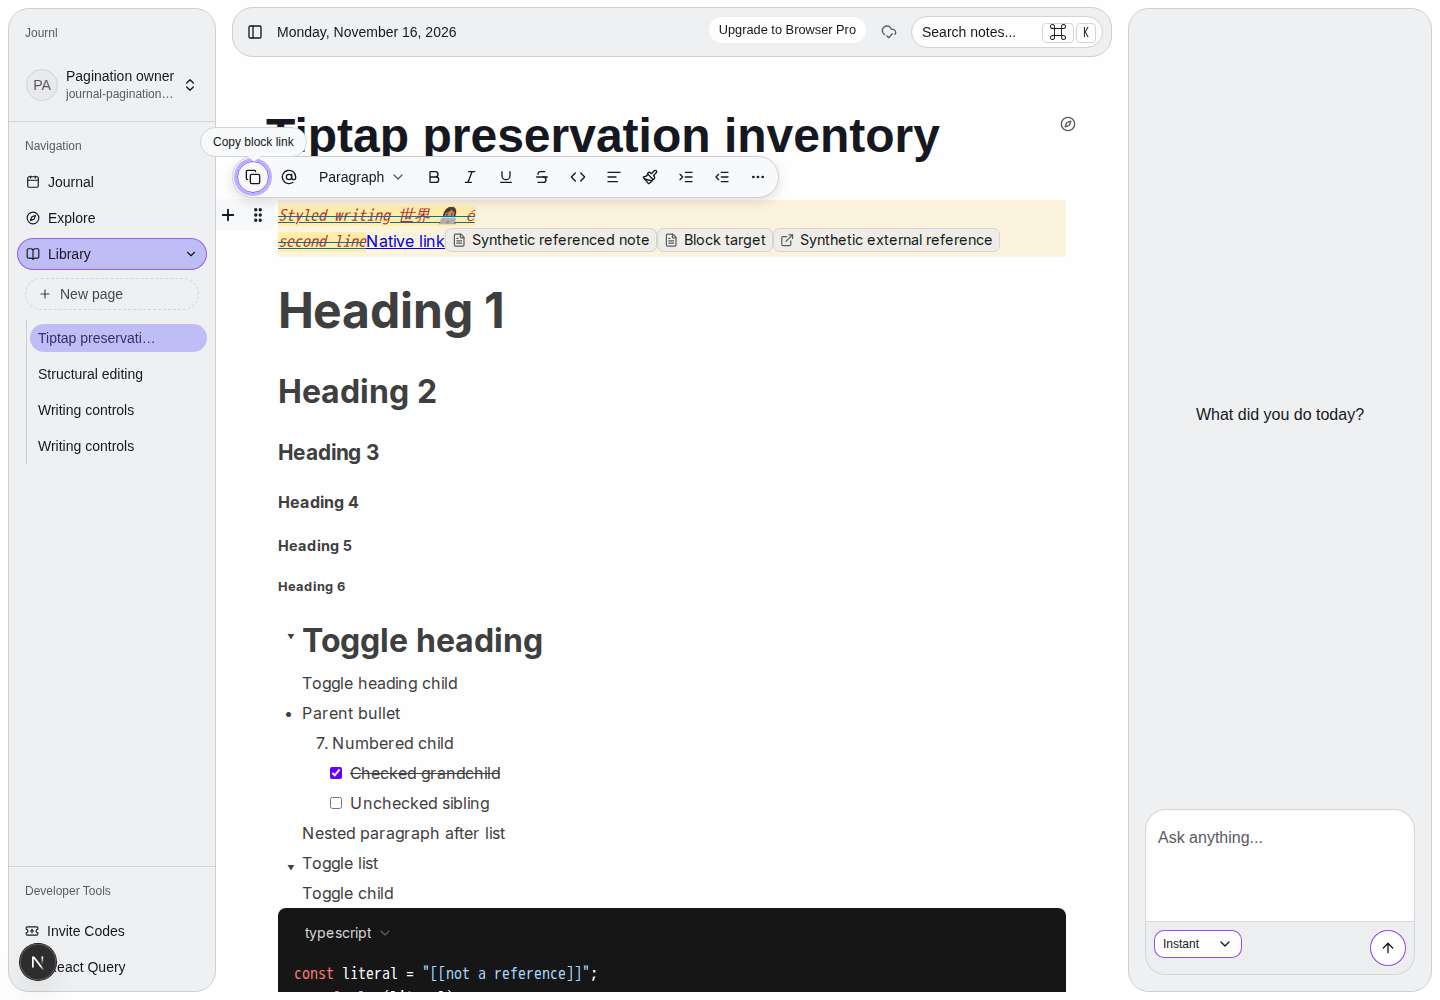 Journl
PA
Pagination owner
journal-pagination…
Navigation
Journal
Explore
Library
New page
Tiptap preservati…
Structural editing
Writing controls
Writing controls
Developer Tools
Invite Codes
eact Query
N
Monday, November 16, 2026
Upgrade to Browser Pro
Search notes...
⌘ K
Tiptap preservation inventory
Copy block link
Paragraph
Styled writing 世界 é
second lineNative link Synthetic referenced note Block target Synthetic external reference
Heading 1
Heading 2
Heading 3
Heading 4
Heading 5
Heading 6
Toggle heading
Toggle heading child
• Parent bullet
7. Numbered child
Checked grandchild
Unchecked sibling
Nested paragraph after list
Toggle list
Toggle child
typescript
const literal = "[[not a reference]]";
What did you do today?
Ask anything...
Instant